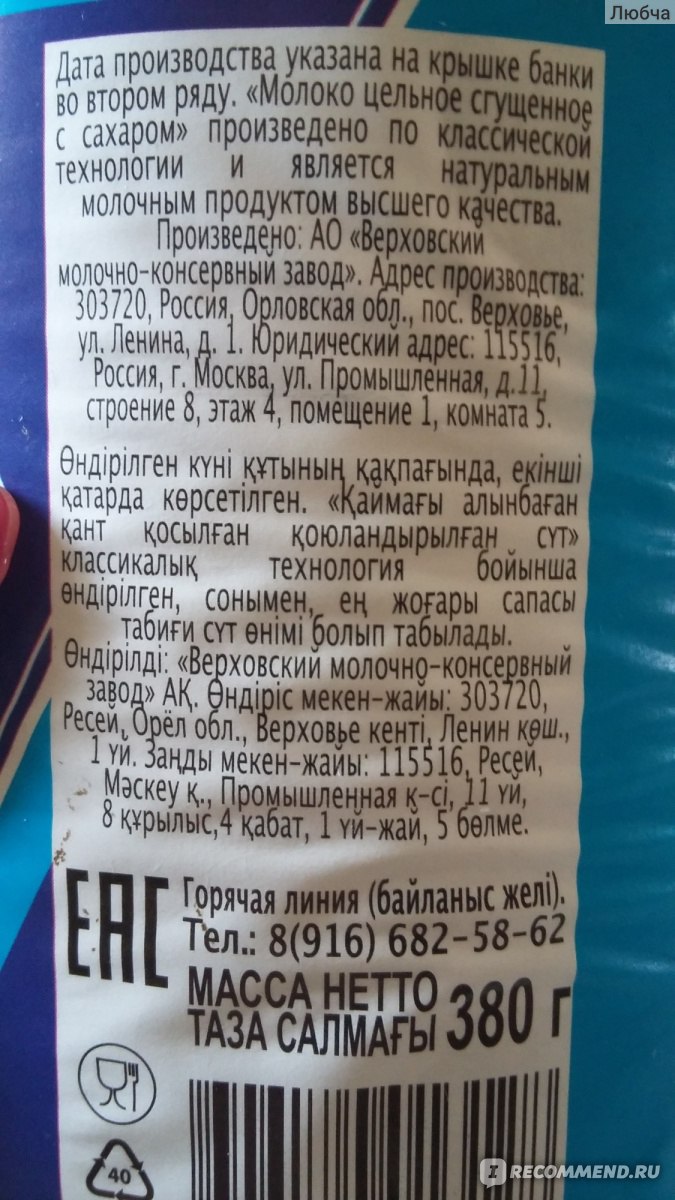 Любча
Дата производства указана на крышке банки
во втором ряду. «Молоко цельное сгущенное
с сахаром» произведено по классической
технологии и является натуральным
молочным продуктом высшего качества.
Произведено: АО «Верховский
молочно-консервный завод». Адрес производства:
303720, Россия, Орловская обл., пос. Верховье,
ул. Ленина, д. 1. Юридический адрес: 115516,
Россия, г. Москва, ул. Промышленная, д.11,
строение 8, этаж 4, помещение 1, комната 5.
Өндірілген күні құтының қақпағында, екінші
қатарда көрсетілген. «Қаймағы алынбаған
қант қосылған қоюландырылған сүт»
классикалық технология бойынша
өндірілген, сонымен, ең жоғары сапасы
табиғи сүт өнімі болып табылады.
Өндірілді: «Верховский молочно-консервный
завод» АҚ. Өндіріс мекен-жайы: 303720,
Ресей, Орёл обл., Верховье кенті, Ленин көш.,
1 үй. Заңды мекен-жайы: 115516, Ресей,
Мәскеу қ., Промышленная к-сі, 11 үй,
8 құрылыс,4 қабат, 1 үй-жай, 5 бөлме.
EAC
Горячая линия (байланыс желі).
Тел.: 8(916) 682-58-62
МАССА НЕТТО
ТАЗА САЛМАҒЫ 380 г
40
IRECOMMEND.RU